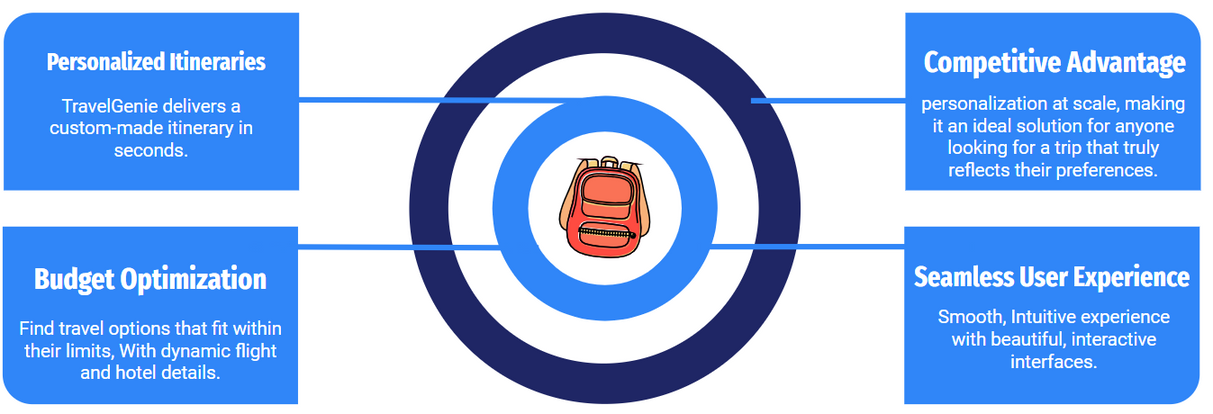 Personalized Itineraries
TravelGenie delivers a
custom-made itinerary in
seconds.
Competitive Advantage
personalization at scale, making
it an ideal solution for anyone
looking for a trip that truly
reflects their preferences.
Budget Optimization
Find travel options that fit within
their limits, With dynamic flight
and hotel details.
Seamless User Experience
Smooth, Intuitive experience
with beautiful, interactive
interfaces.